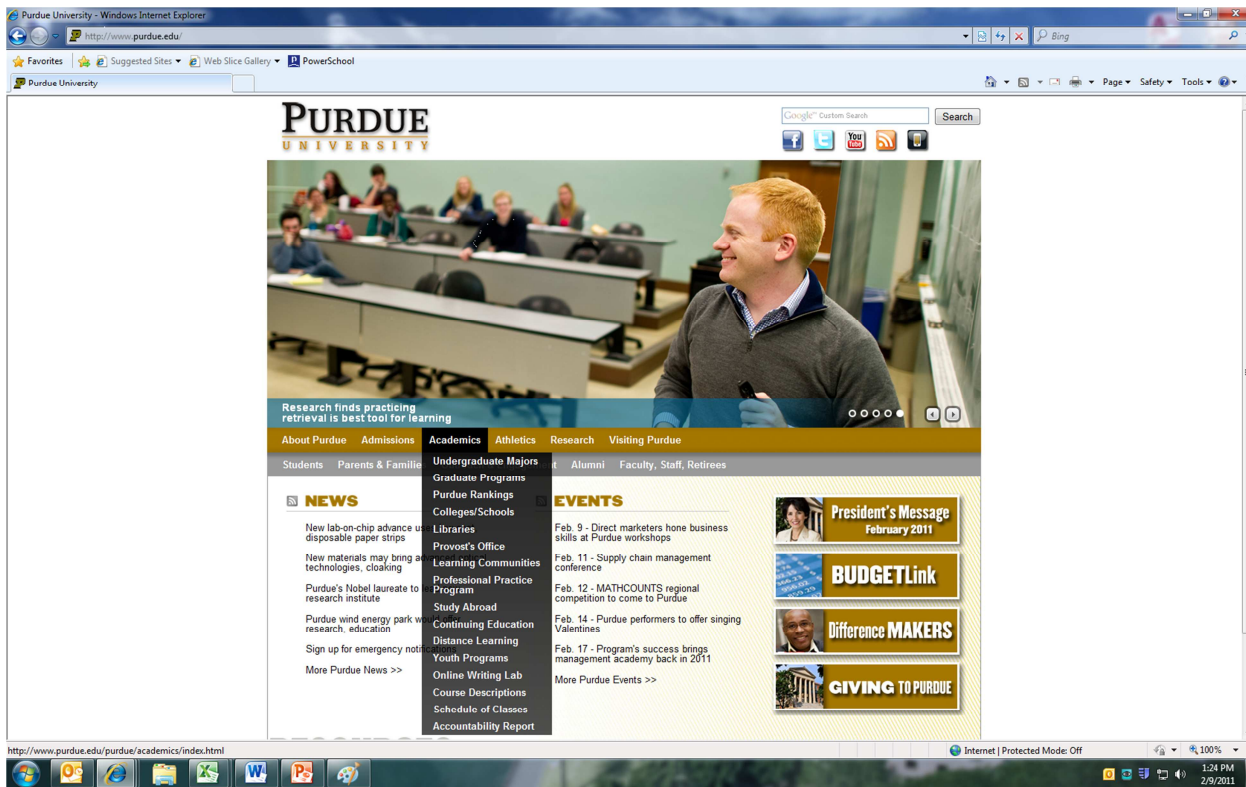 Purdue University - Windows Internet Explorer
http://www.purdue.edu/
Bing
Favorites
Suggested Sites
Web Slice Gallery
PowerSchool
Purdue University
Page
Safety
Tools
PURDUE
UNIVERSITY
Google™ Custom Search
Search
You
Tube
Research finds practicing
retrieval is best tool for learning
About Purdue
Admissions
Academics
Athletics
Research
Visiting Purdue
Students
Parents & Families
Alumni
Faculty, Staff, Retirees
Undergraduate Majors
Graduate Programs
Purdue Rankings
Colleges/Schools
Libraries
Provost's Office
Learning Communities
Professional Practice
Program
Study Abroad
Continuing Education
Distance Learning
Youth Programs
Online Writing Lab
Course Descriptions
Schedule of Classes
Accountability Report
NEWS
New lab-on-chip advance
disposable paper strips
New materials may bring
technologies, cloaking
Purdue's Nobel laureate to
research institute
Purdue wind energy park
research, education
Sign up for emergency notifications
More Purdue News >>
EVENTS
Feb. 9 - Direct marketers hone business
skills at Purdue workshops
Feb. 11 - Supply chain management
conference
Feb. 12 - MATHCOUNTS regional
competition to come to Purdue
Feb. 14 - Purdue performers to offer singing
Valentines
Feb. 17 - Program's success brings
management academy back in 2011
More Purdue Events >>
President's Message
February 2011
BUDGETLink
Difference MAKERS
GIVING TO PURDUE
http://www.purdue.edu/purdue/academics/index.html
Internet | Protected Mode: Off
100%
1:24 PM
2/9/2011